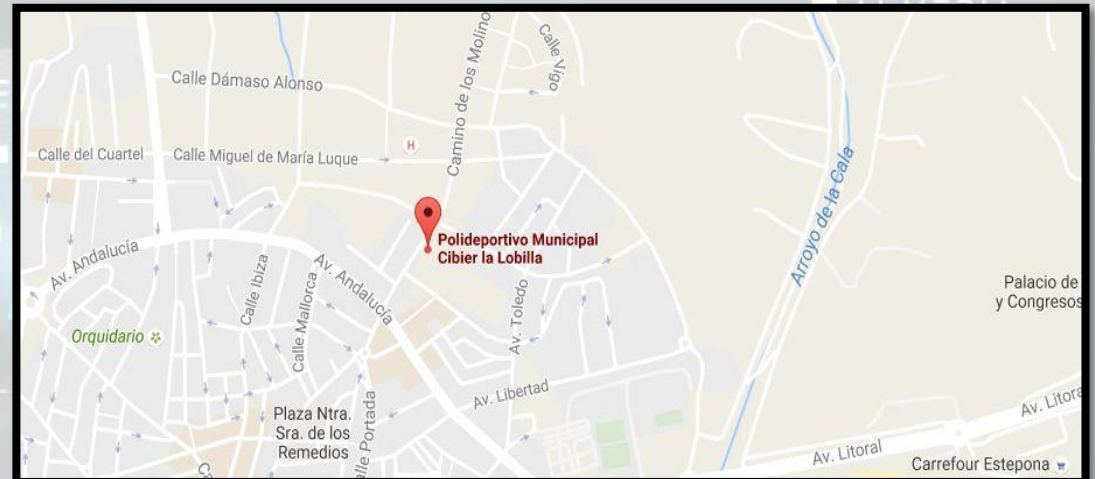 Calle Vigo
Camino de los Molino
Calle Dámaso Alonso
H
Calle del Cuartel
Calle Miguel de María Luque
Arroyo de la Cala
Polideportivo Municipal
Cibier la Lobilla
Av. Andalucía
Calle Ibiza
Av. Andalucía
Palacio de
y Congresos
Calle Mallorca
Av. Toledo
Orquidario
Av. Libertad
Av. Litora
Plaza Ntra.
Sra. de los
Remedios
alle Portada
Av. Litoral
Carrefour Estepona